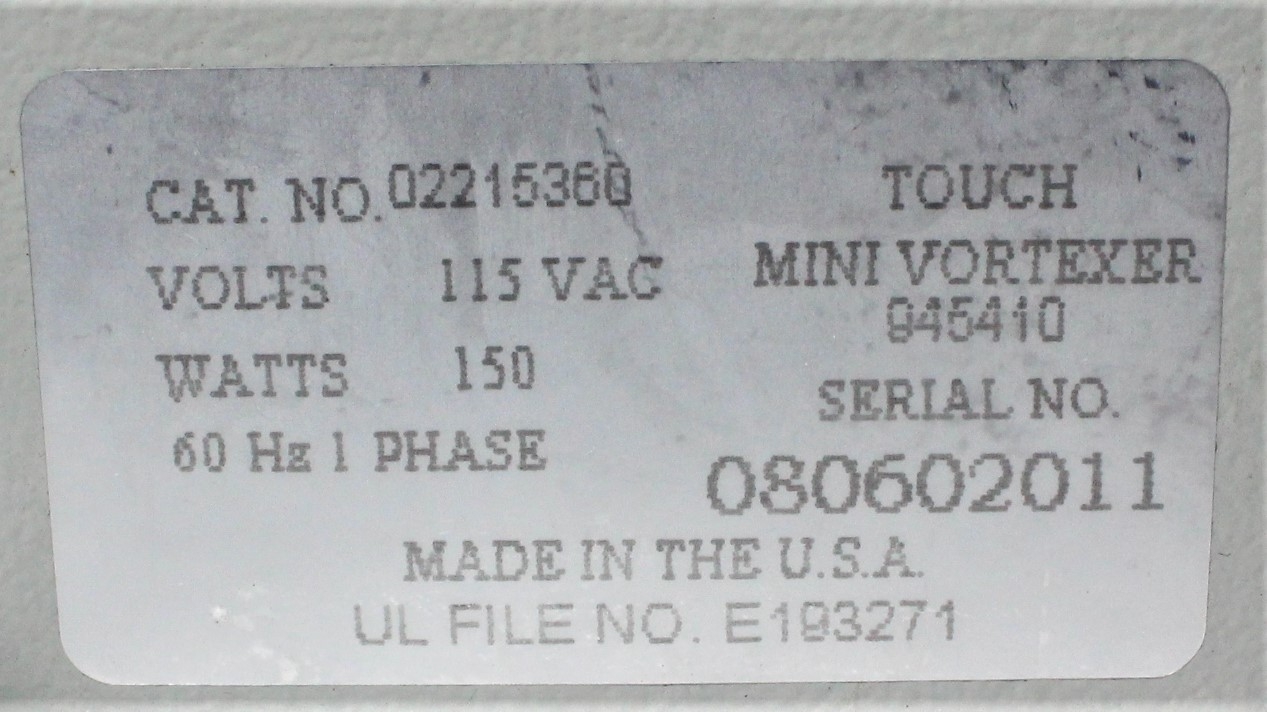 CAT. NO. 02215360
VOLTS 115 VAC
WATTS 150
60 Hz 1 PHASE
TOUCH
MINI VORTEXER
945410
SERIAL NO.
080602011
MADE IN THE U.S.A.
UL FILE NO. E193271